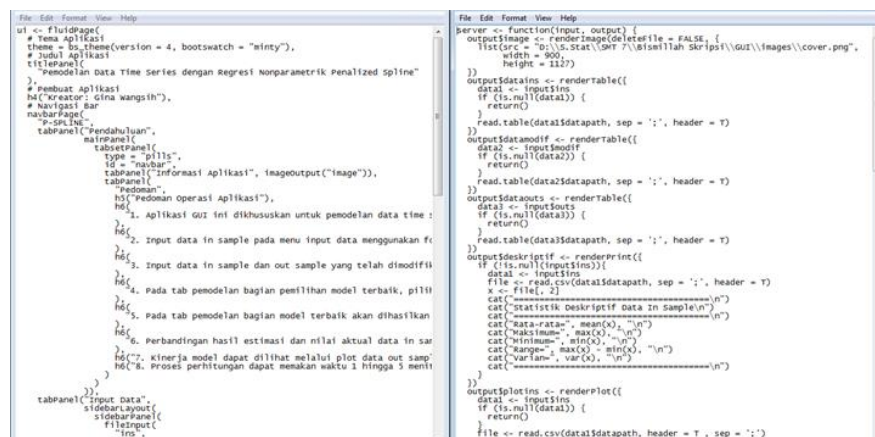 File Edit Format View Help
ui <- fluidPage(
# Tema Aplikasi
theme = bs_theme(version = 4, bootswatch = "minty"),
# Judul Aplikasi
titlePanel(
"Pemodelan Data Time Series dengan Regresi Nonparametrik Penalized Spline"
),
# Pembuat Aplikasi
h4("Kreator: Gina Wangsih"),
# Navigasi Bar
navbarPage(
"P-SPLINE",
tabPanel("Pendahuluan",
mainPanel(
tabsetPanel(
type = "pills",
id = "navbar",
tabPanel("Informasi Aplikasi", imageOutput("image")),
tabPanel(
"Pedoman",
h5("Pedoman Operasi Aplikasi"),
h6(
"1. Aplikasi GUI ini dikhususkan untuk pemodelan data time
),
h6(
"2. Input data in sample pada menu input data menggunakan
),
h6(
"3. Input data in sample dan out sample yang telah
),
h6(
"4. Pada tab pemodelan bagian pemilihan model terbaik,
),
h6(
"5. Pada tab pemodelan bagian model terbaik akan dihasilkan
),
h6(
"6. Perbandingan hasil estimasi dan nilai aktual data in
),
h6("7. Kinerja model dapat dilihat melalui plot data out
h6("8. Proses perhitungan dapat memakan waktu 1 hingga 5
)
)
)),
tabPanel("Input Data",
sidebarLayout(
sidebarPanel(
fileInput(
"ins",
File Edit Format View Help
server <- function(input, output) {
output$image <- renderImage(deleteFile = FALSE, {
list(src = "D:\\S.Stat\\SMT 7\\Bismillah Skripsi\\GUI\\images\\cover.png",
width = 900,
height = 1127)
})
output$datains <- renderTable({
data1 <- input$ins
if (is.null(data1)) {
return()
}
read.table(data1$datapath, sep = ';', header = T)
})
output$datamodif <- renderTable({
data2 <- input$modif
if (is.null(data2)) {
return()
}
read.table(data2$datapath, sep = ';', header = T)
})
output$dataouts <- renderTable({
data3 <- input$outs
if (is.null(data3)) {
return()
}
read.table(data3$datapath, sep = ';', header = T)
})
output$deskriptif <- renderPrint({
if (!is.null(input$ins)){
data1 <- input$ins
file <- read.csv(data1$datapath, sep = ';', header = T)
x <- file[, 2]
cat("=====================================\n")
cat("Statistik Deskriptif Data In Sample\n")
cat("=====================================\n")
cat("Rata-rata=", mean(x), "\n")
cat("Maksimum=", max(x), "\n")
cat("Minimum=", min(x), "\n")
cat("Range=", max(x) - min(x), "\n")
cat("Varian=", var(x), "\n")
cat("=====================================\n")
}
})
output$plotins <- renderPlot({
data1 <- input$ins
if (is.null(data1)) {
return()
}
file <- read.csv(data1$datapath, header = T , sep = ';')